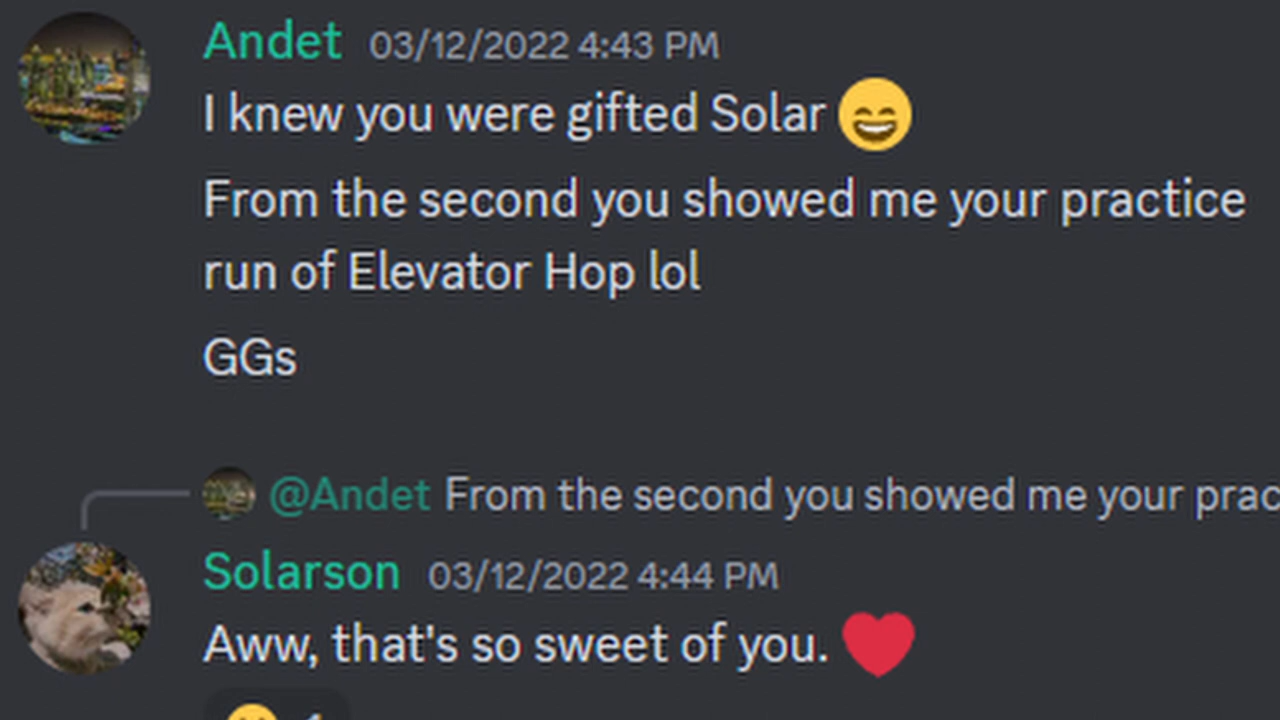 Andet 03/12/2022 4:43 PM
I knew you were gifted Solar 😄
From the second you showed me your practice
run of Elevator Hop lol
GGs
@Andet From the second you showed me your prac
Solarson 03/12/2022 4:44 PM
Aww, that's so sweet of you. ❤️